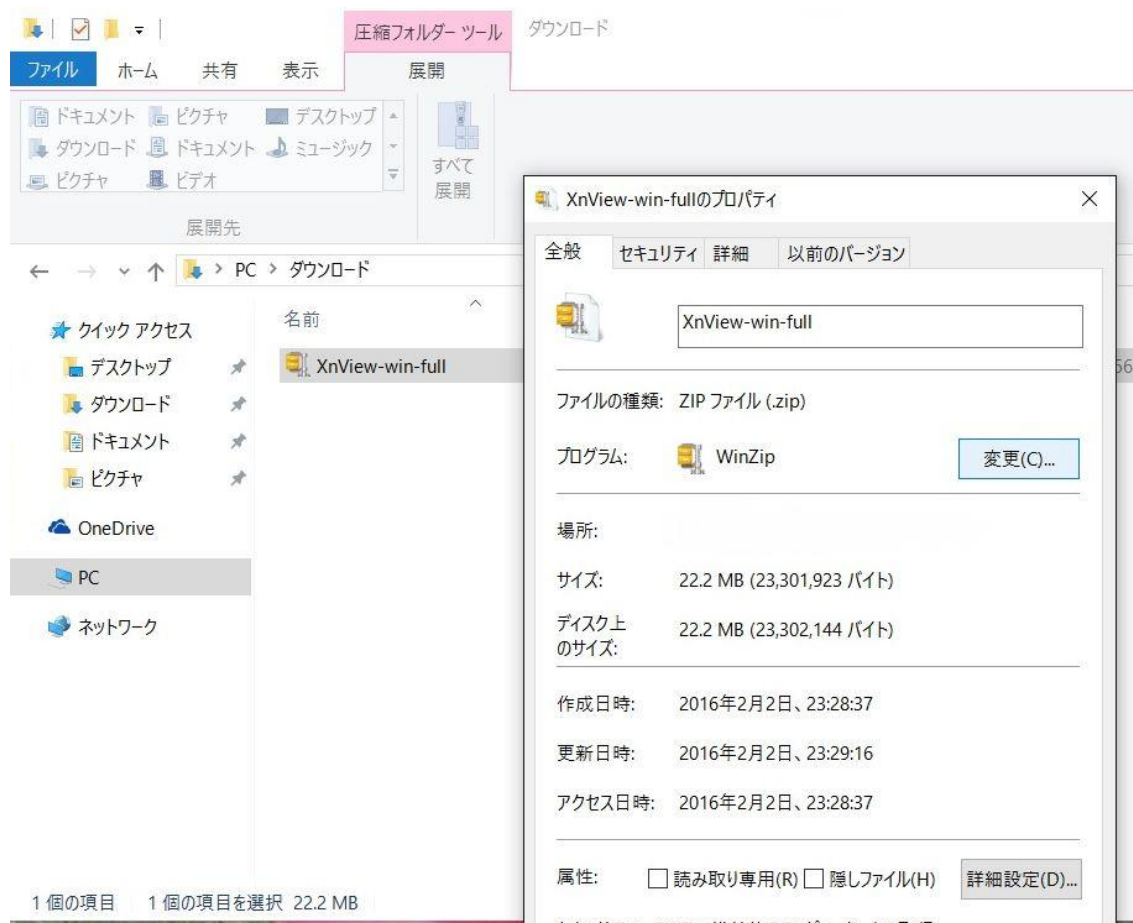 圧縮フォルダー ツール ダウンロード
ファイル ホーム 共有 表示 展開
ドキュメント ピクチャ デスクトップ
ダウンロード ドキュメント ミュージック
ピクチャ ビデオ
すべて
展開
展開先
PC > ダウンロード
クイック アクセス
デスクトップ
ダウンロード
ドキュメント
ピクチャ
OneDrive
PC
ネットワーク
名前
XnView-win-full
1 個の項目 1 個の項目を選択 22.2 MB
XnView-win-fullのプロパティ
全般 セキュリティ 詳細 以前のバージョン
XnView-win-full
ファイルの種類: ZIP ファイル (.zip)
プログラム: WinZip 変更(C)...
場所:
サイズ: 22.2 MB (23,301,923 バイト)
ディスク上
のサイズ: 22.2 MB (23,302,144 バイト)
作成日時: 2016年2月2日、23:28:37
更新日時: 2016年2月2日、23:29:16
アクセス日時: 2016年2月2日、23:28:37
属性: 読み取り専用(R) 隠しファイル(H) 詳細設定(D)...